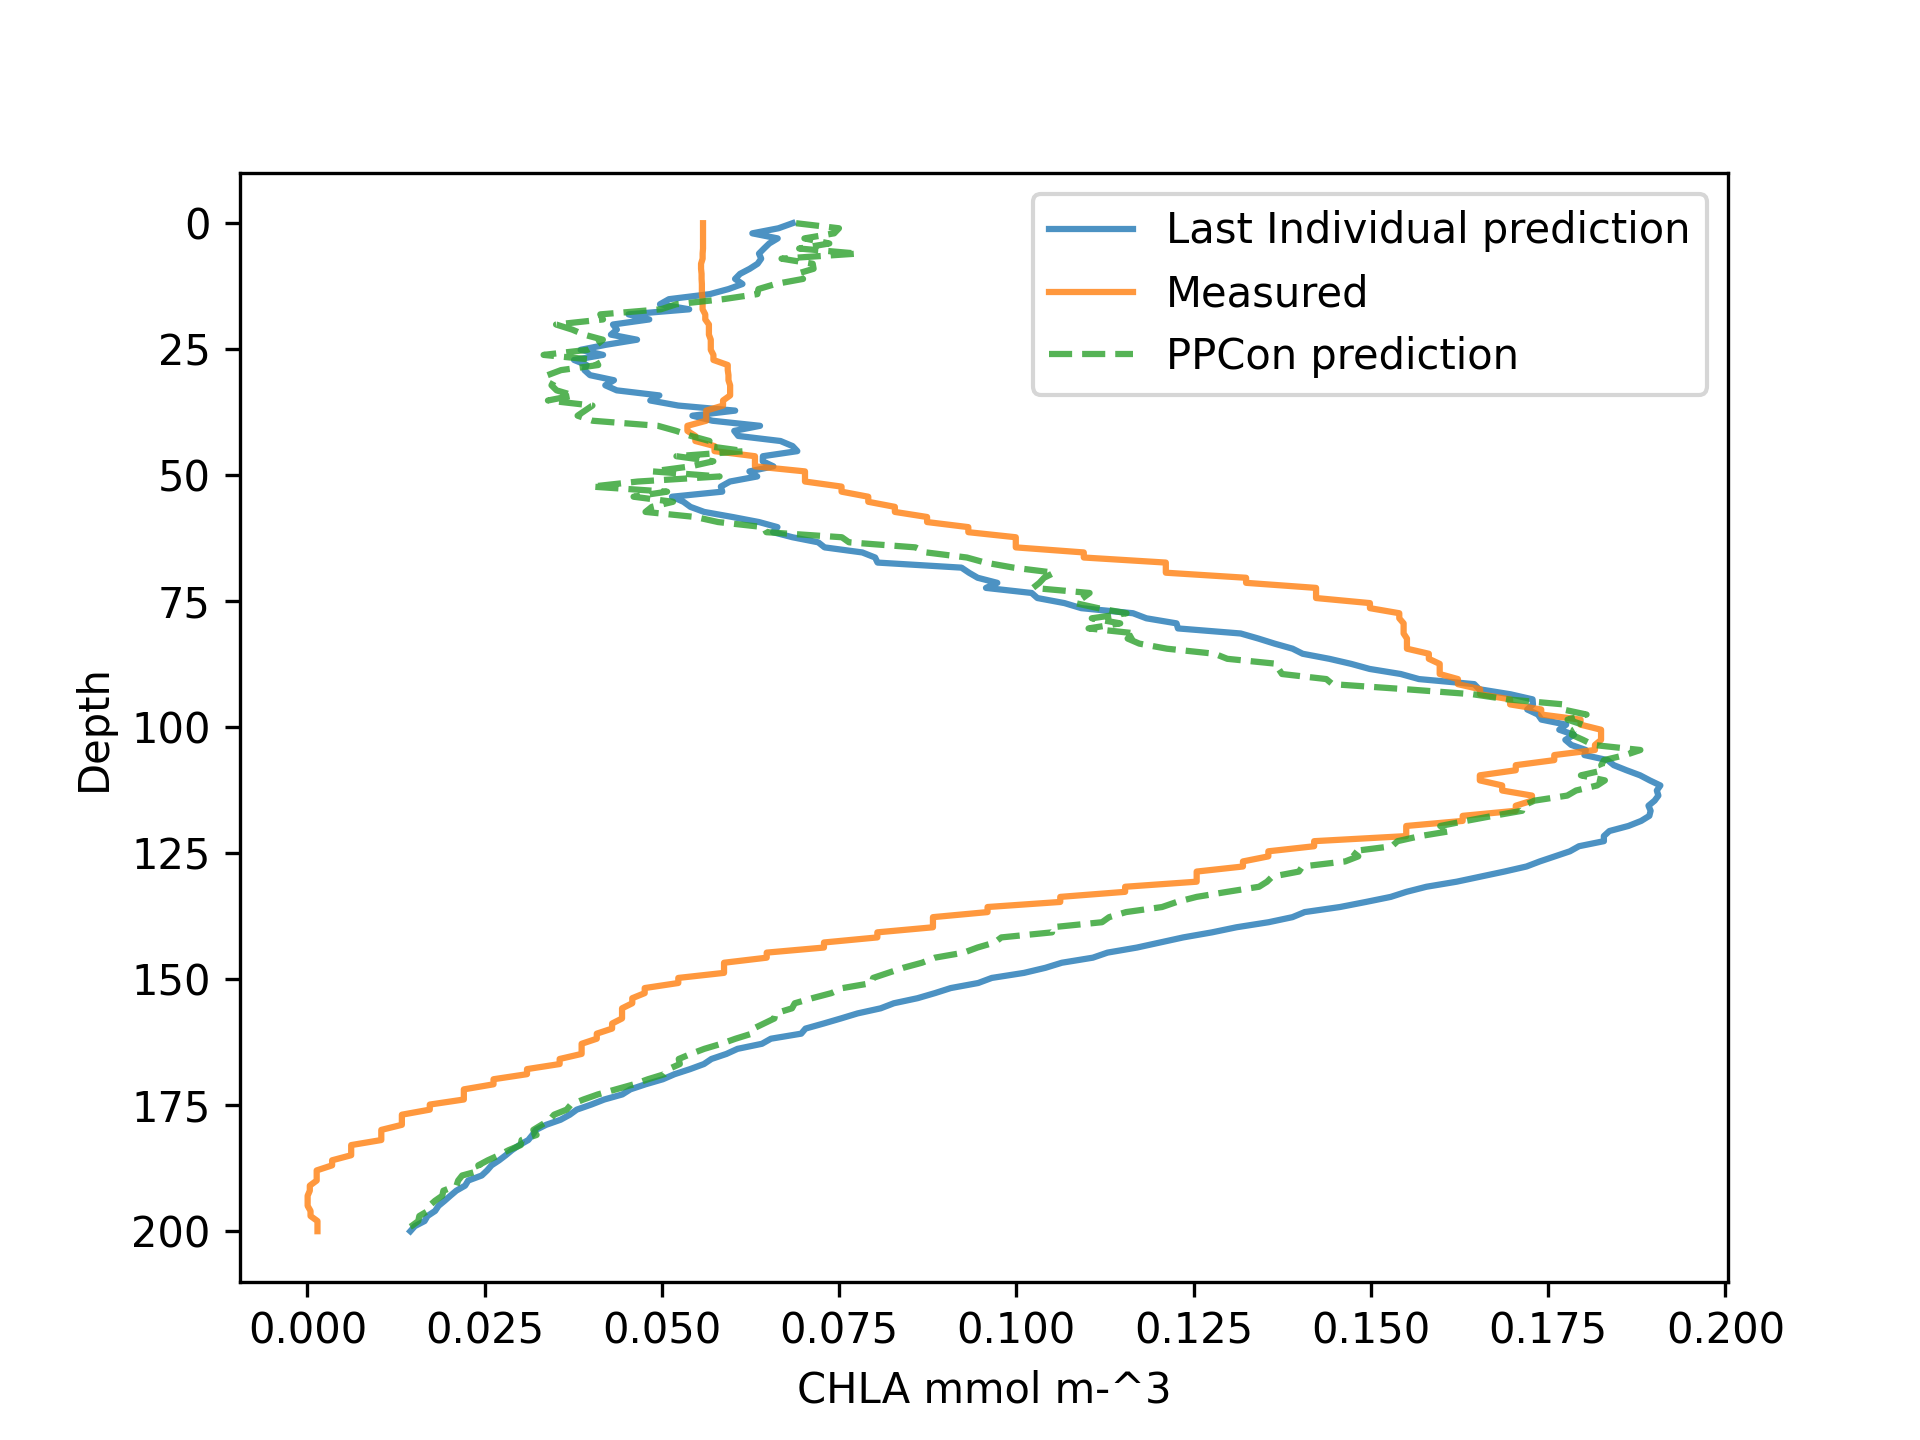 Last Individual prediction
Measured
PPCon prediction
0
25
50
75
100
125
150
175
200
Depth
0.000 0.025 0.050 0.075 0.100 0.125 0.150 0.175 0.200
CHLA mmol m-^3